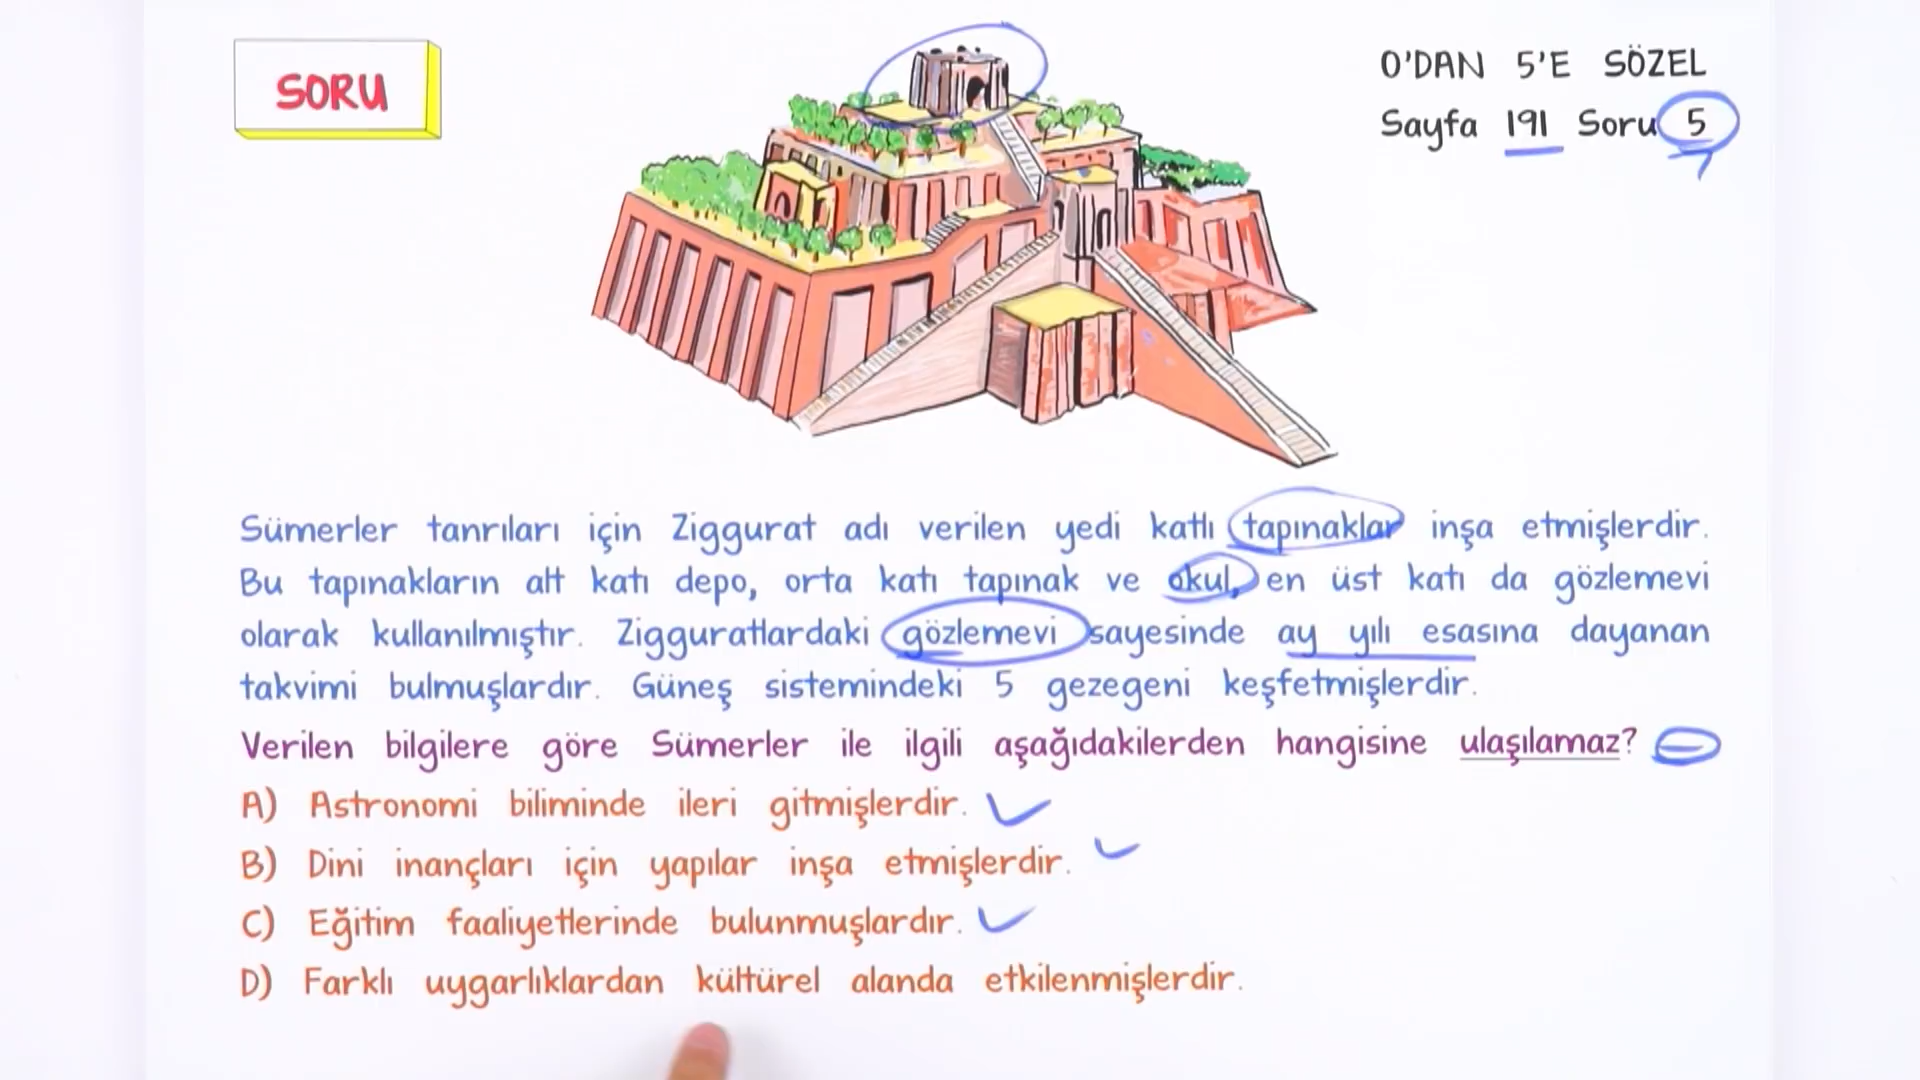 SORU
O'DAN 5'E SÖZEL
Sayfa 191 Soru 5
Sümerler tanrıları için Ziggurat adı verilen yedi katlı tapınaklar inşa etmişlerdir.
Bu tapınakların alt katı depo, orta katı tapınak ve okul, en üst katı da gözlemevi
olarak kullanılmıştır. Zigguratlardaki gözlemevi sayesinde ay yılı esasına dayanan
takvimi bulmuşlardır. Güneş sistemindeki 5 gezegeni keşfetmişlerdir.
Verilen bilgilere göre Sümerler ile ilgili aşağıdakilerden hangisine ulaşılamaz?
A) Astronomi biliminde ileri gitmişlerdir.
B) Dini inançları için yapılar inşa etmişlerdir.
C) Eğitim faaliyetlerinde bulunmuşlardır.
D) Farklı uygarlıklardan kültürel alanda etkilenmişlerdir.